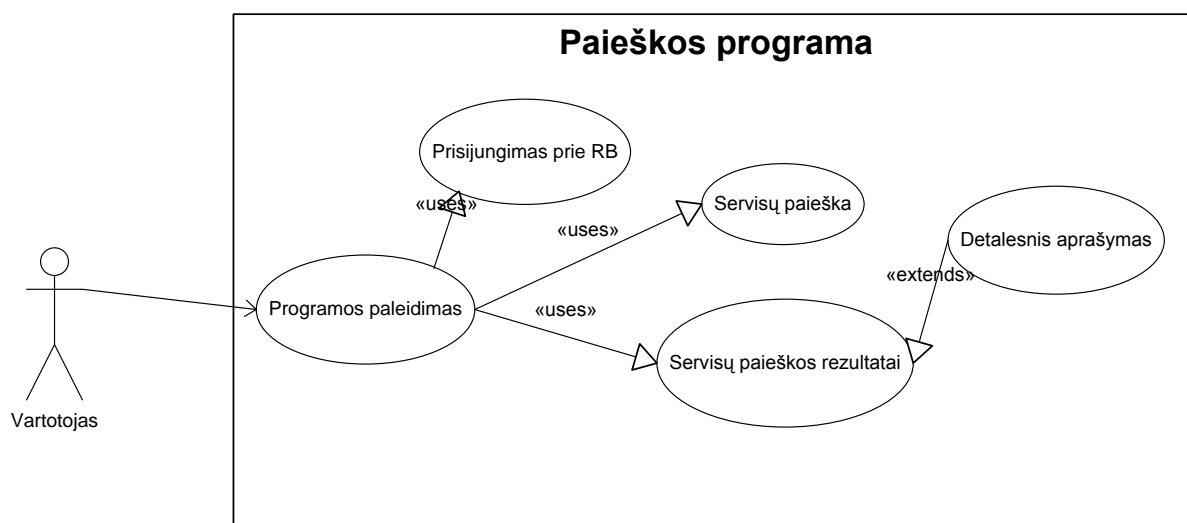 Paieškos programa
Prisijungimas prie RB
«uses»
Servisų paieška
«uses»
Detalesnis aprašymas
«extends»
Programos paleidimas
«uses»
Servisų paieškos rezultatai
Vartotojas